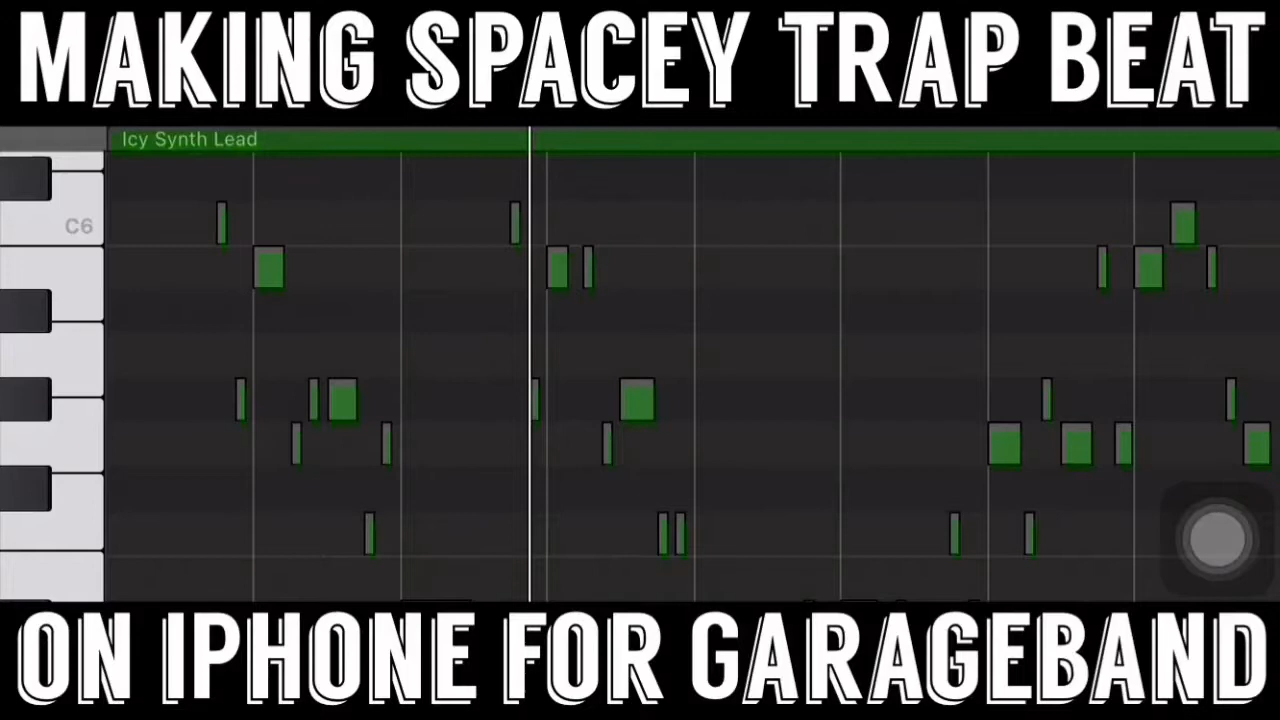 MAKING SPACEY TRAP BEAT
Icy Synth Lead
C6
ON IPHONE FOR GARAGEBAND